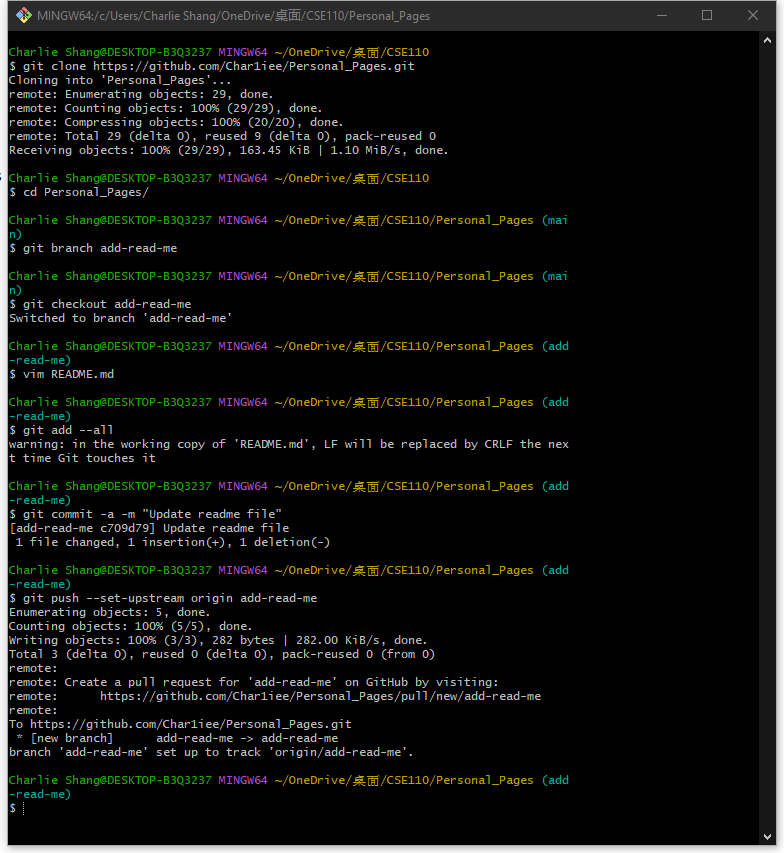 MINGW64:/c/Users/Charlie Shang/OneDrive/桌面/CSE110/Personal_Pages
Charlie Shang@DESKTOP-B3Q3237 MINGW64 ~/OneDrive/桌面/CSE110
$ git clone https://github.com/Char1iee/Personal_Pages.git
Cloning into 'Personal_Pages'...
remote: Enumerating objects: 29, done.
remote: Counting objects: 100% (29/29), done.
remote: Compressing objects: 100% (20/20), done.
remote: Total 29 (delta 0), reused 9 (delta 0), pack-reused 0
Receiving objects: 100% (29/29), 163.45 KiB | 1.10 MiB/s, done.
Charlie Shang@DESKTOP-B3Q3237 MINGW64 ~/OneDrive/桌面/CSE110
$ cd Personal_Pages/
Charlie Shang@DESKTOP-B3Q3237 MINGW64 ~/OneDrive/桌面/CSE110/Personal_Pages (mai
n)
$ git branch add-read-me
Charlie Shang@DESKTOP-B3Q3237 MINGW64 ~/OneDrive/桌面/CSE110/Personal_Pages (mai
n)
$ git checkout add-read-me
Switched to branch 'add-read-me'
Charlie Shang@DESKTOP-B3Q3237 MINGW64 ~/OneDrive/桌面/CSE110/Personal_Pages (add
-read-me)
$ vim README.md
Charlie Shang@DESKTOP-B3Q3237 MINGW64 ~/OneDrive/桌面/CSE110/Personal_Pages (add
-read-me)
$ git add --all
warning: in the working copy of 'README.md', LF will be replaced by CRLF the nex
t time Git touches it
Charlie Shang@DESKTOP-B3Q3237 MINGW64 ~/OneDrive/桌面/CSE110/Personal_Pages (add
-read-me)
$ git commit -a -m "Update readme file"
[add-read-me c709d79] Update readme file
1 file changed, 1 insertion(+), 1 deletion(-)
Charlie Shang@DESKTOP-B3Q3237 MINGW64 ~/OneDrive/桌面/CSE110/Personal_Pages (add
-read-me)
$ git push --set-upstream origin add-read-me
Enumerating objects: 5, done.
Counting objects: 100% (5/5), done.
Writing objects: 100% (3/3), 282 bytes | 282.00 KiB/s, done.
Total 3 (delta 0), reused 0 (delta 0), pack-reused 0 (from 0)
remote:
remote: Create a pull request for 'add-read-me' on GitHub by visiting:
remote:      https://github.com/Char1iee/Personal_Pages/pull/new/add-read-me
remote:
To https://github.com/Char1iee/Personal_Pages.git
* [new branch]      add-read-me -> add-read-me
branch 'add-read-me' set up to track 'origin/add-read-me'.
Charlie Shang@DESKTOP-B3Q3237 MINGW64 ~/OneDrive/桌面/CSE110/Personal_Pages (add
-read-me)
$